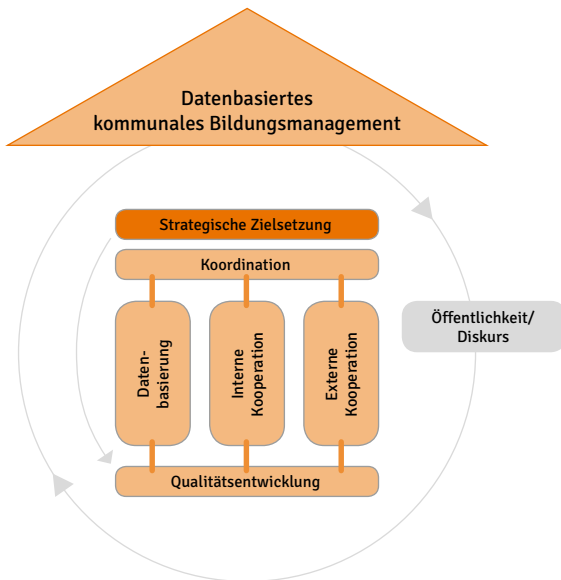 Datenbasiertes
kommunales Bildungsmanagement
Strategische Zielsetzung
Koordination
Daten-
basierung
Interne
Kooperation
Externe
Kooperation
Öffentlichkeit/
Diskurs
Qualitätsentwicklung